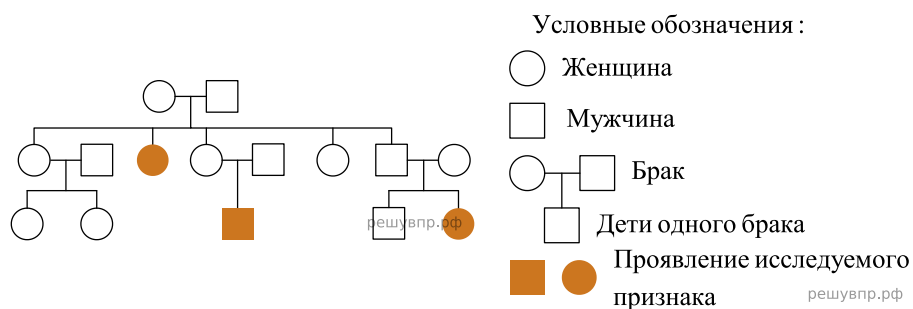 Условные обозначения :
Женщина
Мужчина
Брак
Дети одного брака
Проявление исследуемого
признака
решувпр.рф
решувпр.рф